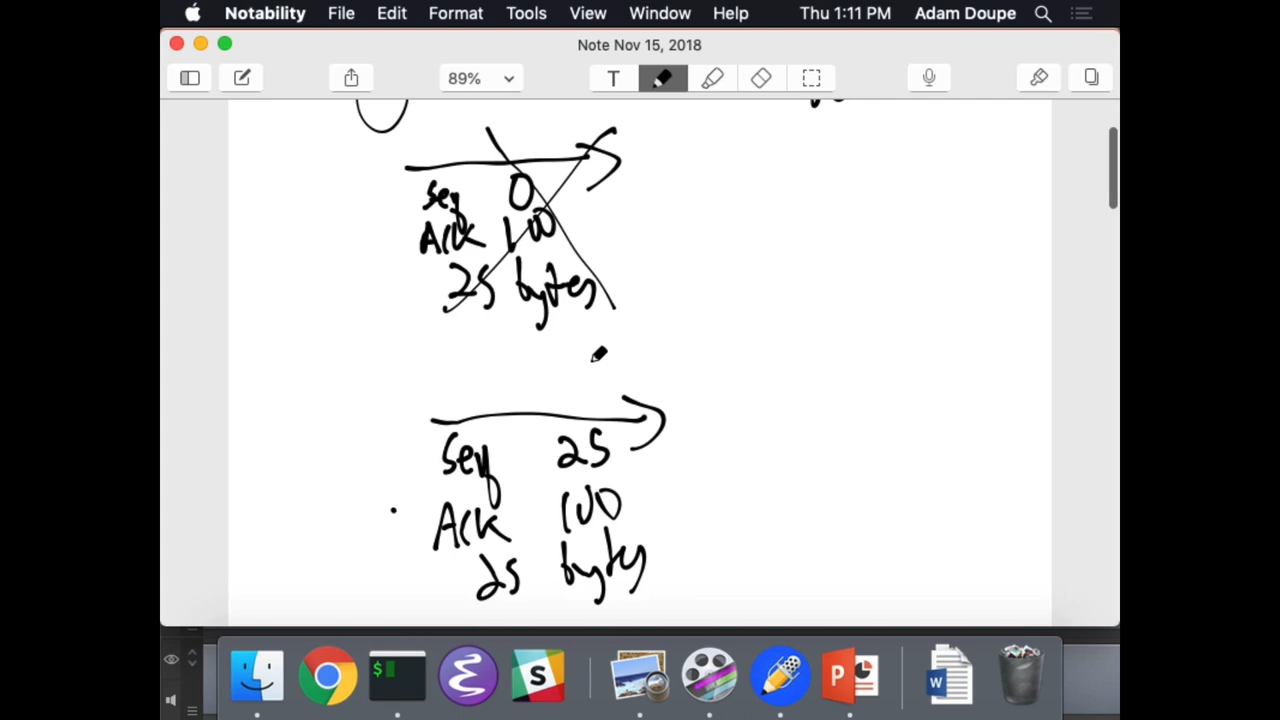 Notability File Edit Format Tools View Window Help Thu 1:11 PM Adam Doupe
Note Nov 15, 2018
89% T
Seq 0
Ack 100
25 bytes
Seq 25
Ack 100
25 bytes
$ S P W